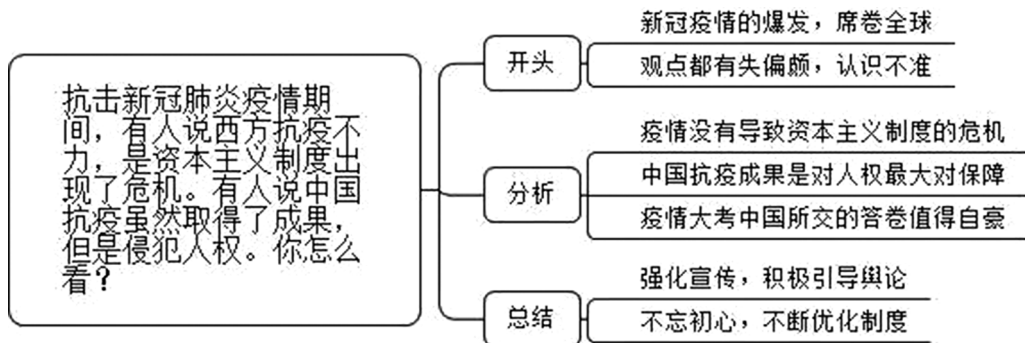 抗击新冠肺炎疫情期
间，有人说西方抗疫不
力，是资本主义制度出
现了危机。有人说中国
抗疫虽然取得了成果，
但是侵犯人权。你怎么
看？
开头
新冠疫情的爆发，席卷全球
观点都有失偏颇，认识不准
分析
疫情没有导致资本主义制度的危机
中国抗疫成果是对人权最大对保障
疫情大考中国所交的答卷值得自豪
总结
强化宣传，积极引导舆论
不忘初心，不断优化制度